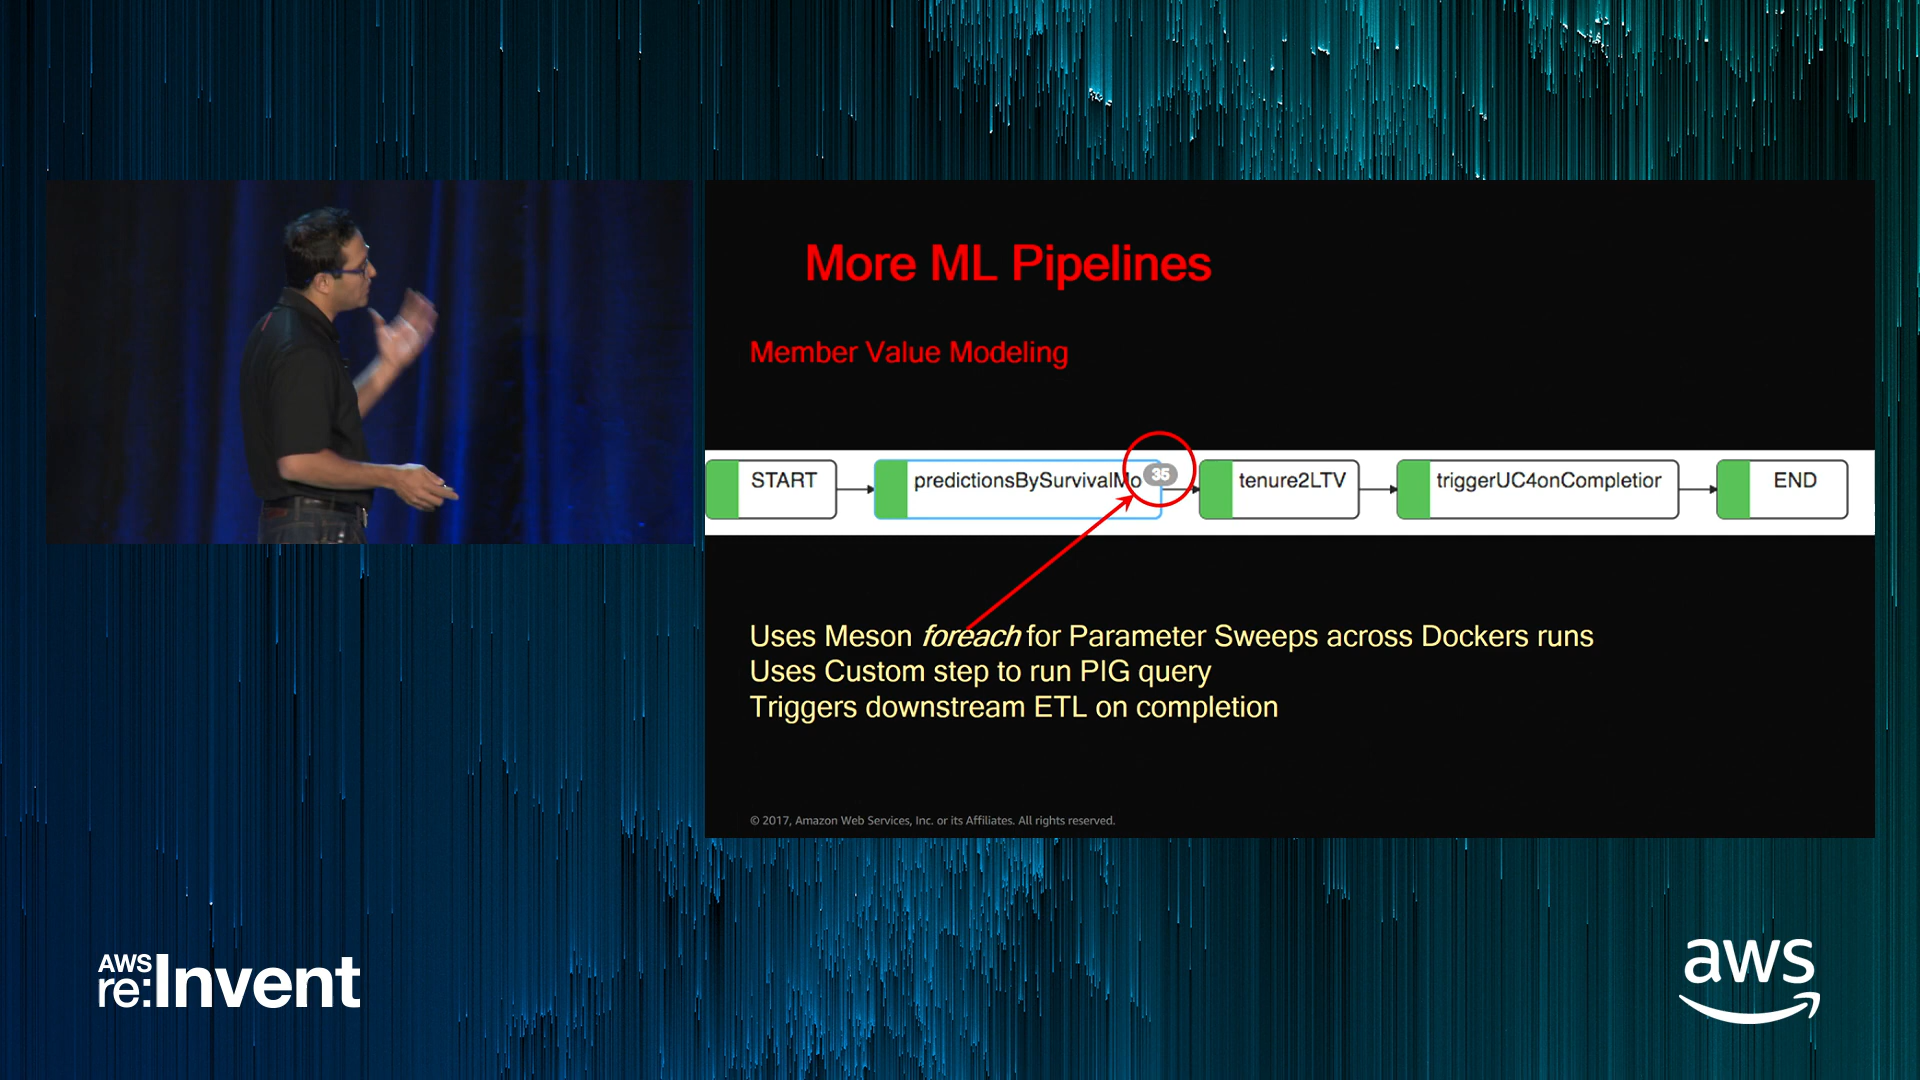 More ML Pipelines
Member Value Modeling
START
predictionsBySurvivalMo
35
tenure2LTV
triggerUC4onCompletior
END
Uses Meson foreach for Parameter Sweeps across Dockers runs
Uses Custom step to run PIG query
Triggers downstream ETL on completion
© 2017, Amazon Web Services, Inc. or its Affiliates. All rights reserved.
AWS
re:Invent
aws